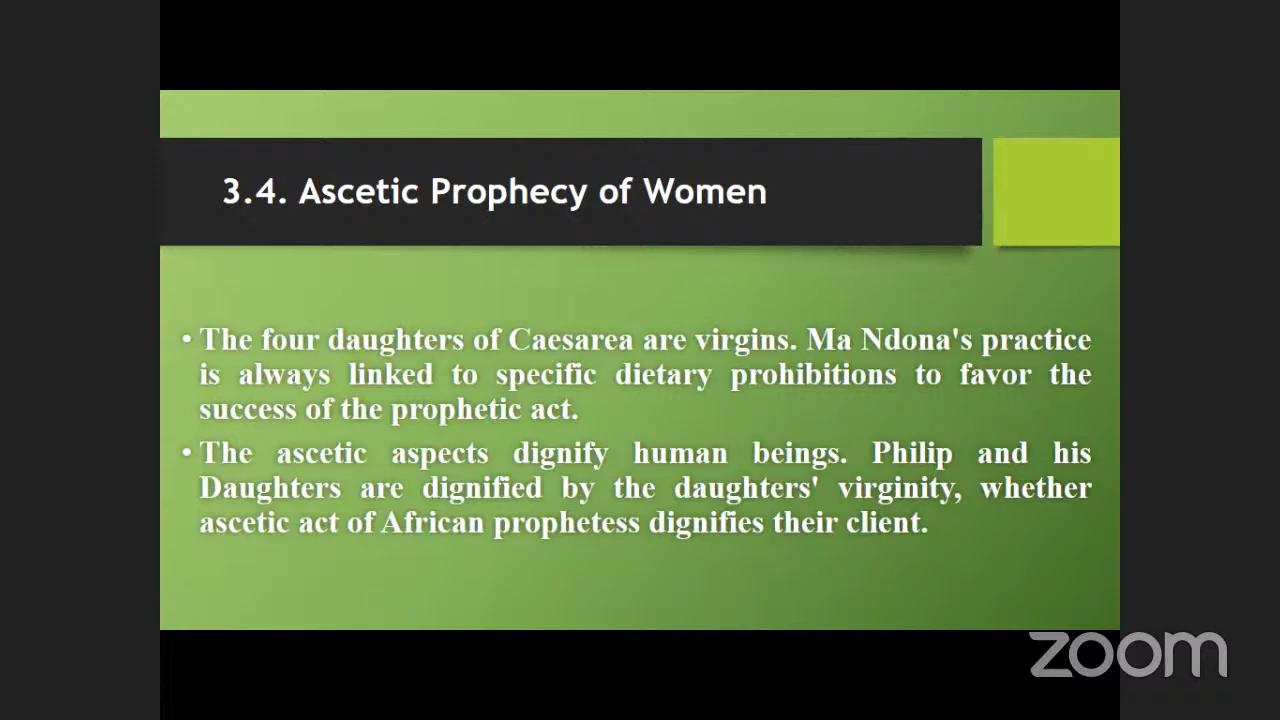 3.4. Ascetic Prophecy of Women
• The four daughters of Caesarea are virgins. Ma Ndona's practice
is always linked to specific dietary prohibitions to favor the
success of the prophetic act.
• The ascetic aspects dignify human beings. Philip and his
Daughters are dignified by the daughters' virginity, whether
ascetic act of African prophetess dignifies their client.
zoom